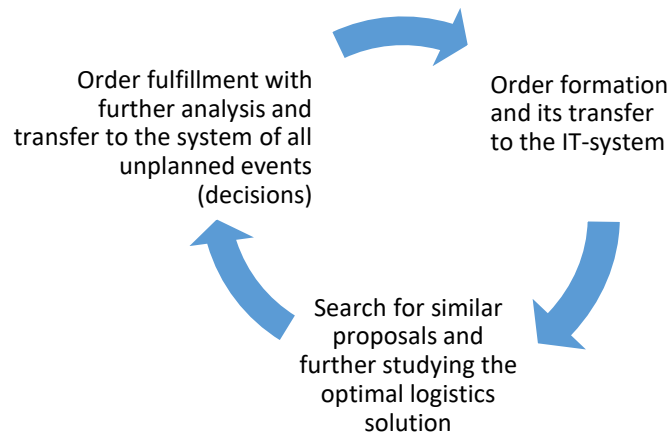 Order fulfillment with
further analysis and
transfer to the system of all
unplanned events
(decisions)
Order formation
and its transfer
to the IT-system
Search for similar
proposals and
further studying the
optimal logistics
solution